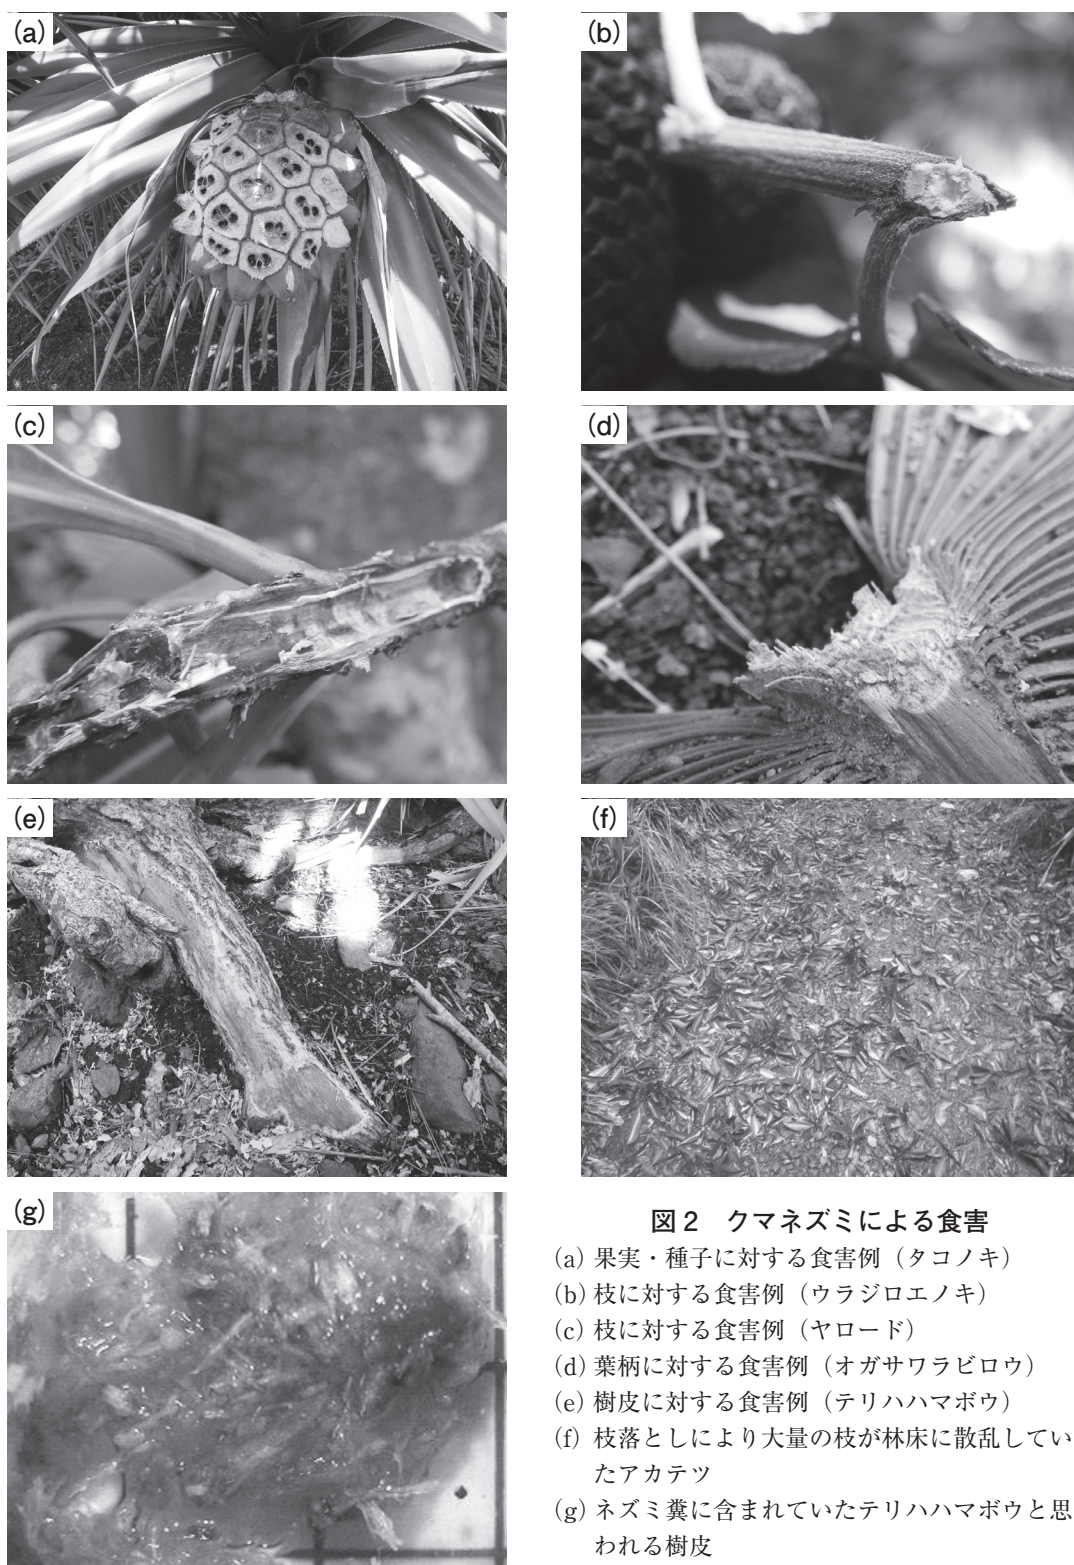 (a)
(b)
(c)
(d)
(e)
(f)
(g)
図2 クマネズミによる食害
(a) 果実・種子に対する食害例（タコノキ）
(b) 枝に対する食害例（ウラジロエノキ）
(c) 枝に対する食害例（ヤロード）
(d) 葉柄に対する食害例（オガサワラビロウ）
(e) 樹皮に対する食害例（テリハハマボウ）
(f) 枝落としにより大量の枝が林床に散乱してい
たアカテツ
(g) ネズミ糞に含まれていたテリハハマボウと思
われる樹皮